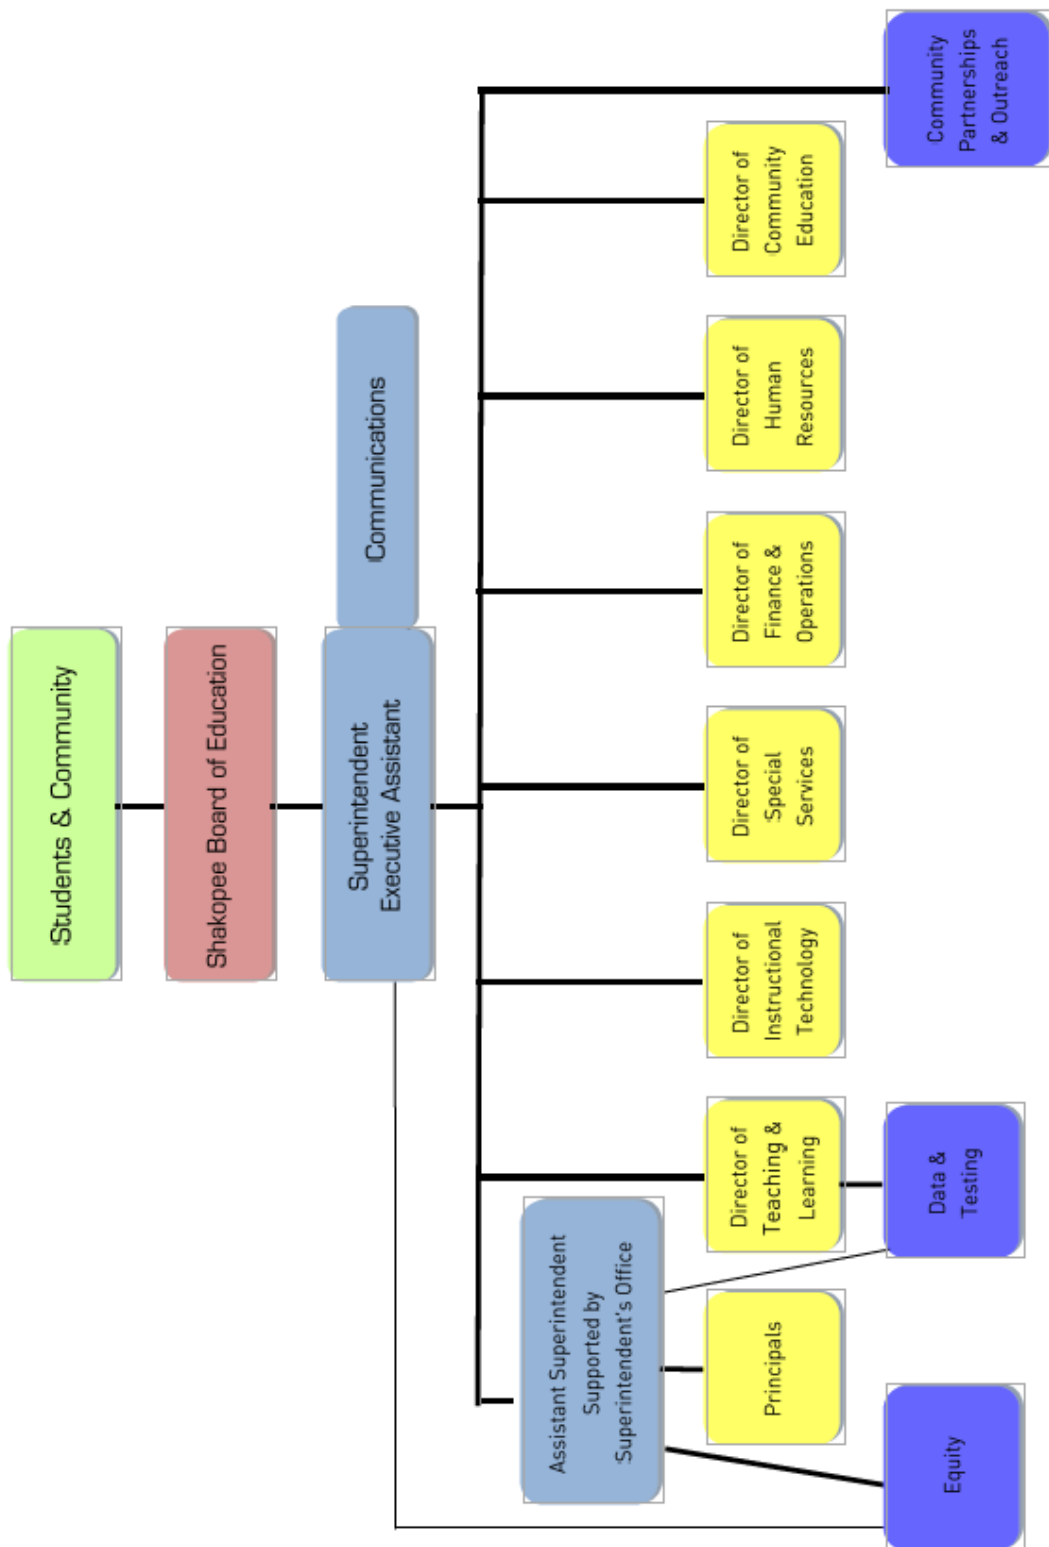 Students & Community
Shakopee Board of Education
Superintendent
Executive Assistant
Communications
Assistant Superintendent
Supported by
Superintendent's Office
Principals
Director of
Teaching &
Learning
Director of
Instructional
Technology
Director of
Special
Services
Director of
Finance &
Operations
Director of
Human
Resources
Director of
Community
Education
Equity
Data &
Testing
Community
Partnerships
& Outreach